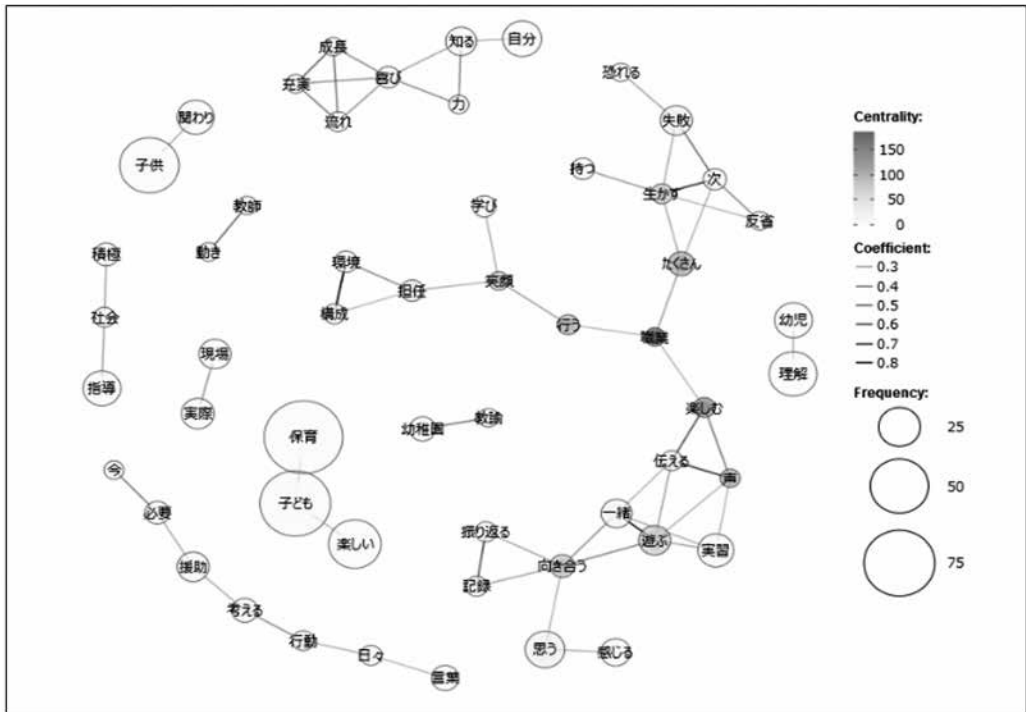 成長
知る
自分
充実
喜び
流れ
力
恐れる
失敗
持つ
生かす
次
反省
たくさん
関わり
子供
教師
動き
学び
環境
構成
担任
笑顔
行う
職業
積極
社会
指導
現場
実際
幼児
理解
保育
子ども
楽しい
幼稚園
教諭
楽しむ
伝える
声
一緒
遊ぶ
実習
振り返る
記録
向き合う
思う
感じる
今
必要
援助
考える
行動
日々
言葉
Centrality:
150
100
50
0
Coefficient:
0.3
0.4
0.5
0.6
0.7
0.8
Frequency:
25
50
75